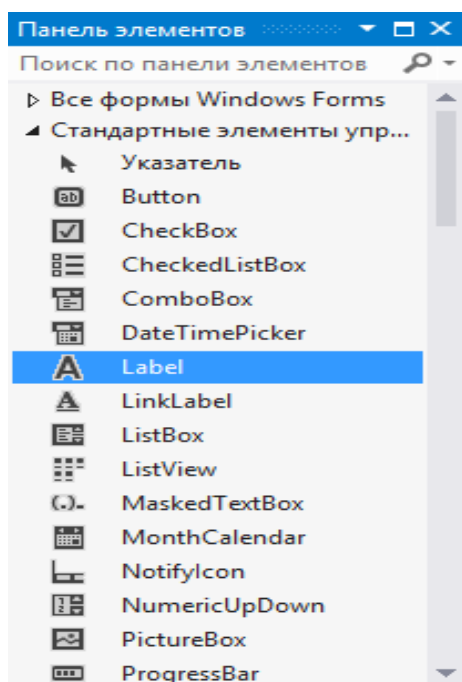 Панель элементов
Поиск по панели элементов
Все формы Windows Forms
Стандартные элементы упр...
Указатель
Button
CheckBox
CheckedListBox
ComboBox
DateTimePicker
Label
LinkLabel
ListBox
ListView
MaskedTextBox
MonthCalendar
NotifyIcon
NumericUpDown
PictureBox
ProgressBar